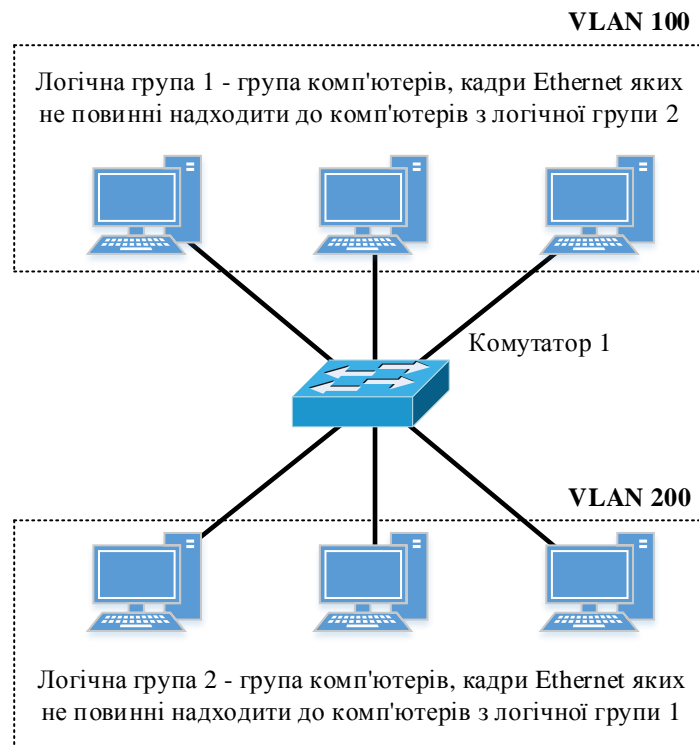 VLAN 100
Логічна група 1 - група комп'ютерів, кадри Ethernet яких
не повинні надходити до комп'ютерів з логічної групи 2
Комутатор 1
VLAN 200
Логічна група 2 - група комп'ютерів, кадри Ethernet яких
не повинні надходити до комп'ютерів з логічної групи 1